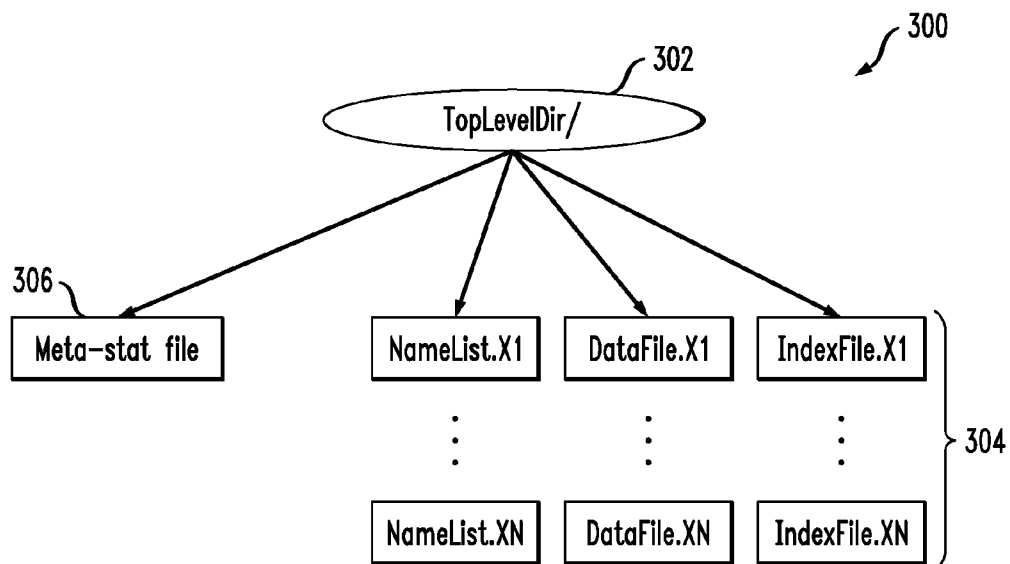 300
302
TopLevelDir/
306
Meta-stat file
NameList.X1 DataFile.X1 IndexFile.X1
304
NameList.XN DataFile.XN IndexFile.XN